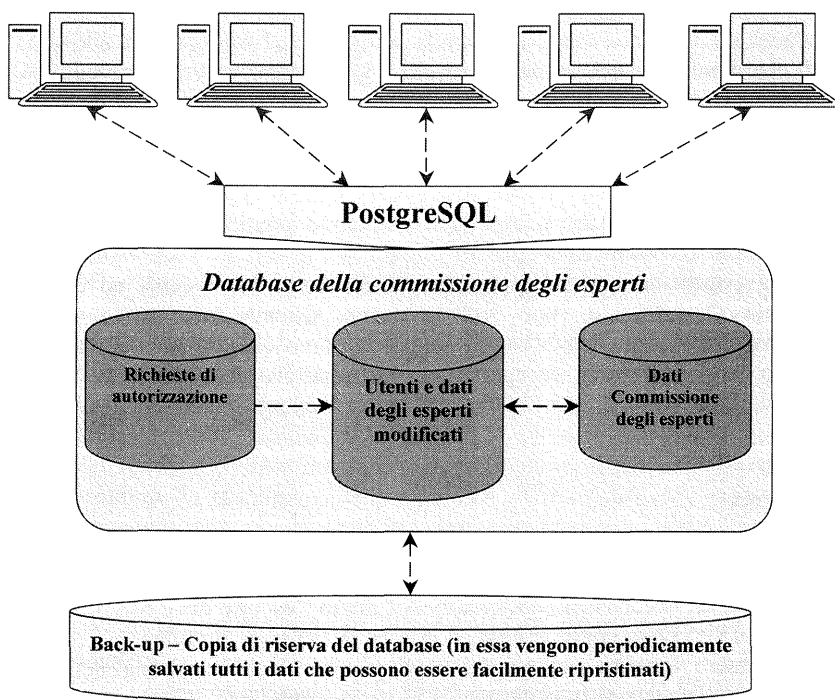 PostgreSQL
Database della commissione degli esperti
Richieste di
autorizzazione
Utenti e dati
degli esperti
modificati
Dati
Commissione
degli esperti
Back-up – Copia di riserva del database (in essa vengono periodicamente
salvati tutti i dati che possono essere facilmente ripristinati)